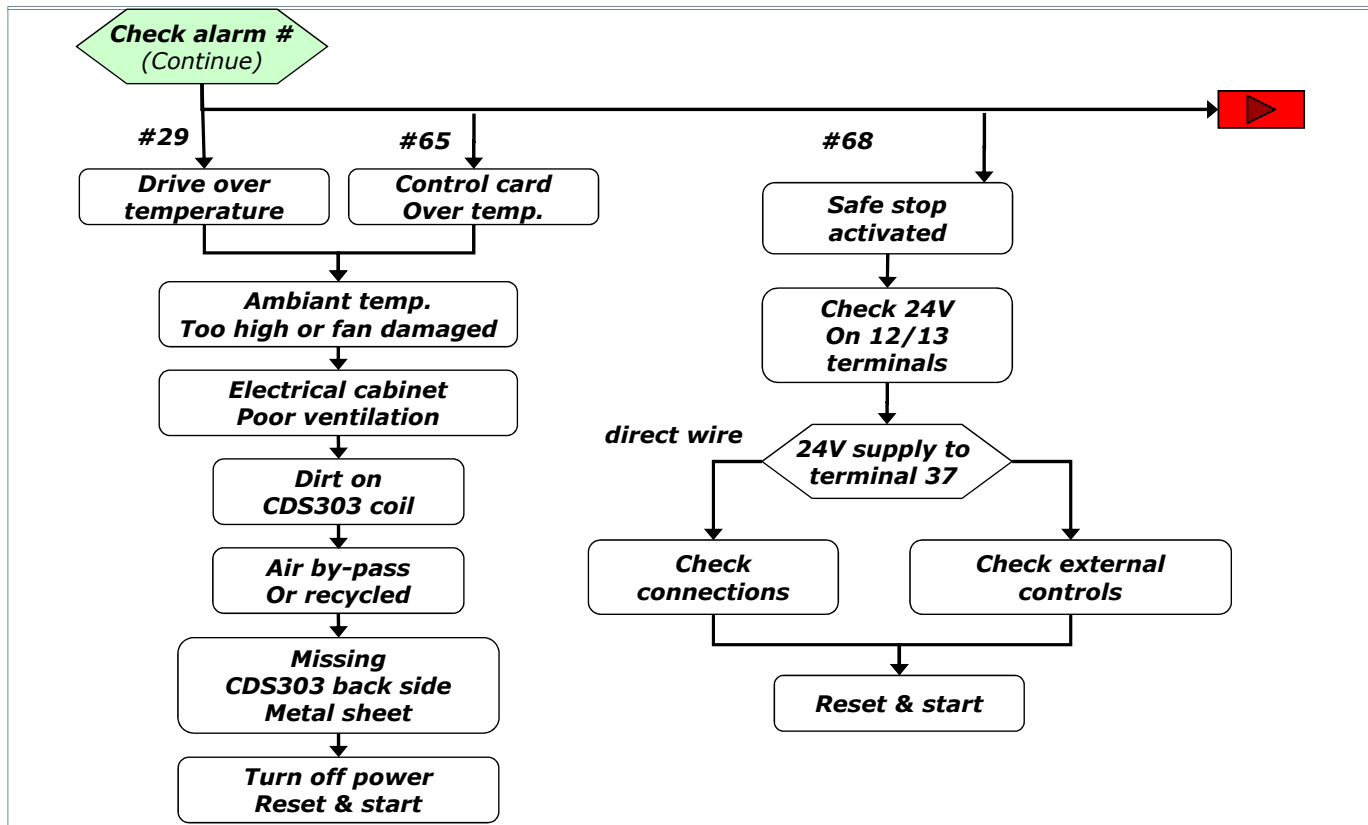 Check alarm #
(Continue)
#29
#65
#68
Drive over
temperature
Control card
Over temp.
Safe stop
activated
Ambiant temp.
Too high or fan damaged
Check 24V
On 12/13
terminals
Electrical cabinet
Poor ventilation
direct wire
24V supply to
terminal 37
Dirt on
CDS303 coil
Air by-pass
Or recycled
Check
connections
Check external
controls
Missing
CDS303 back side
Metal sheet
Reset & start
Turn off power
Reset & start